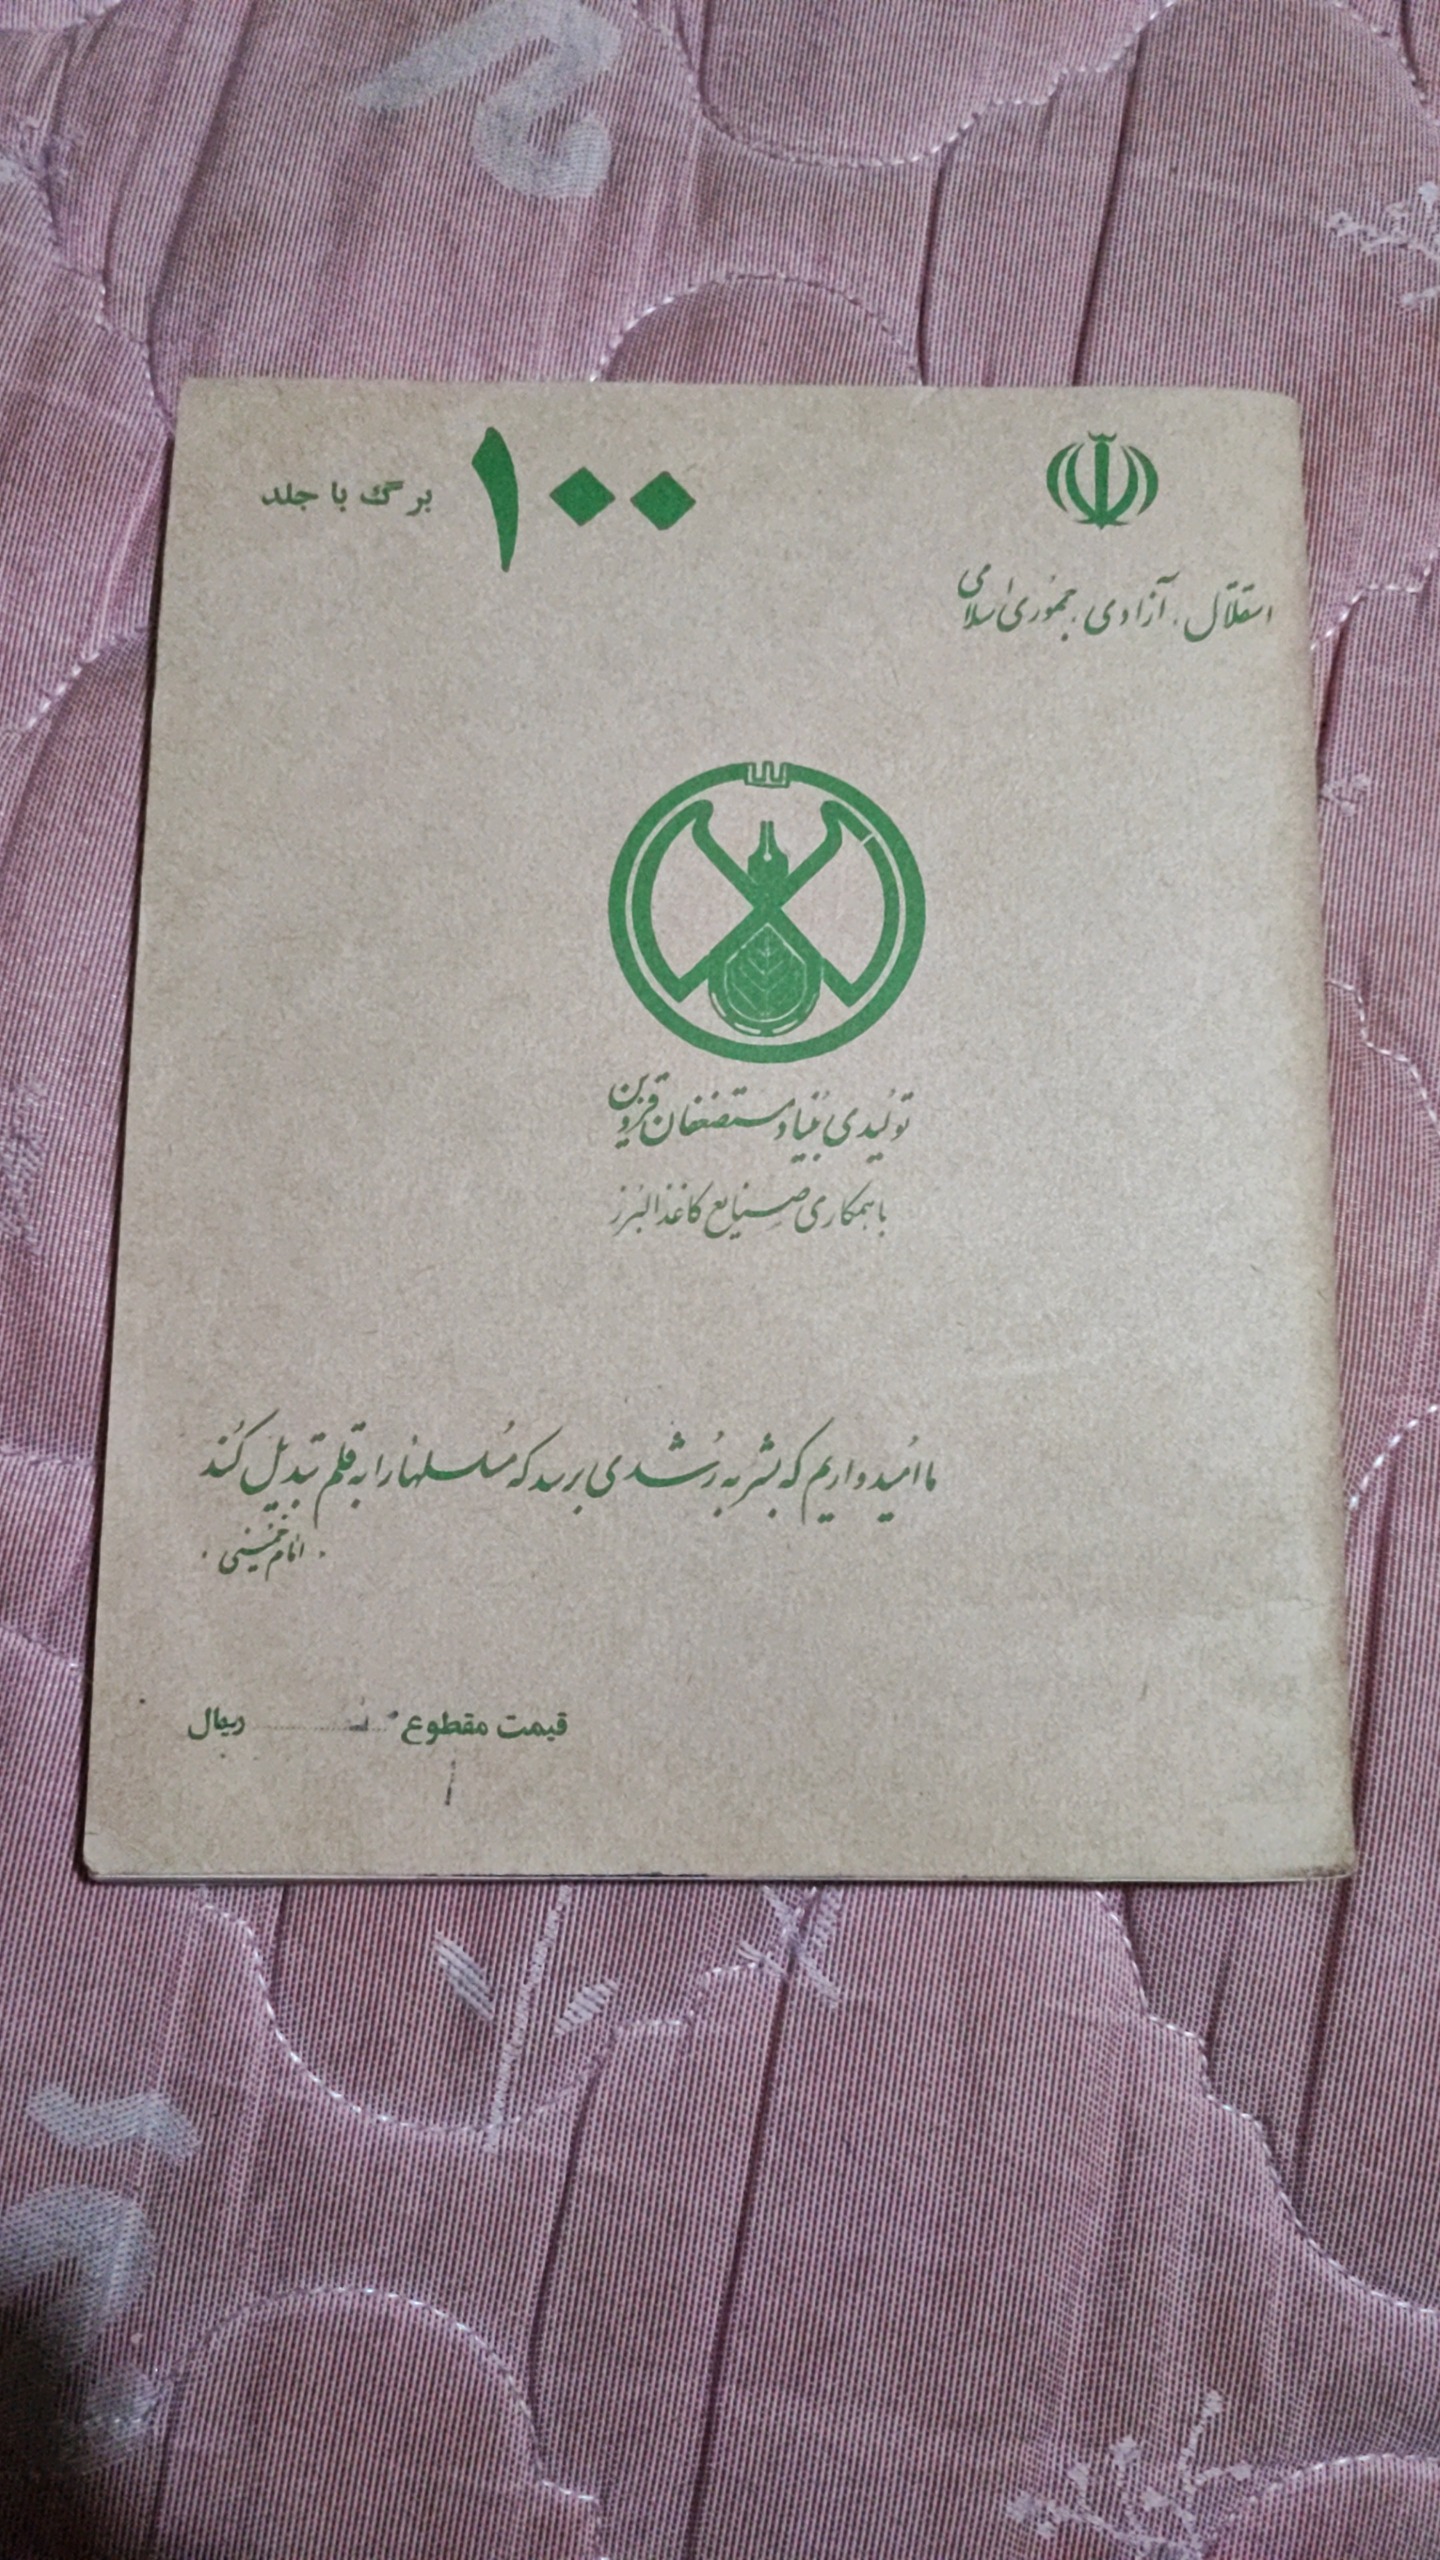 ۱۰۰ برگ با جلد
استقلال . آزادی . جمهوری اسلامی
تولیدی بنیاد مستضعفان قزوین
با همکاری صنایع کاغذ البرز
ما امیدواریم که بشر به رشدی برسد که مسلسلها را به قلم تبدیل کند
. امام خمینی .
قیمت مقطوع ............ ریال